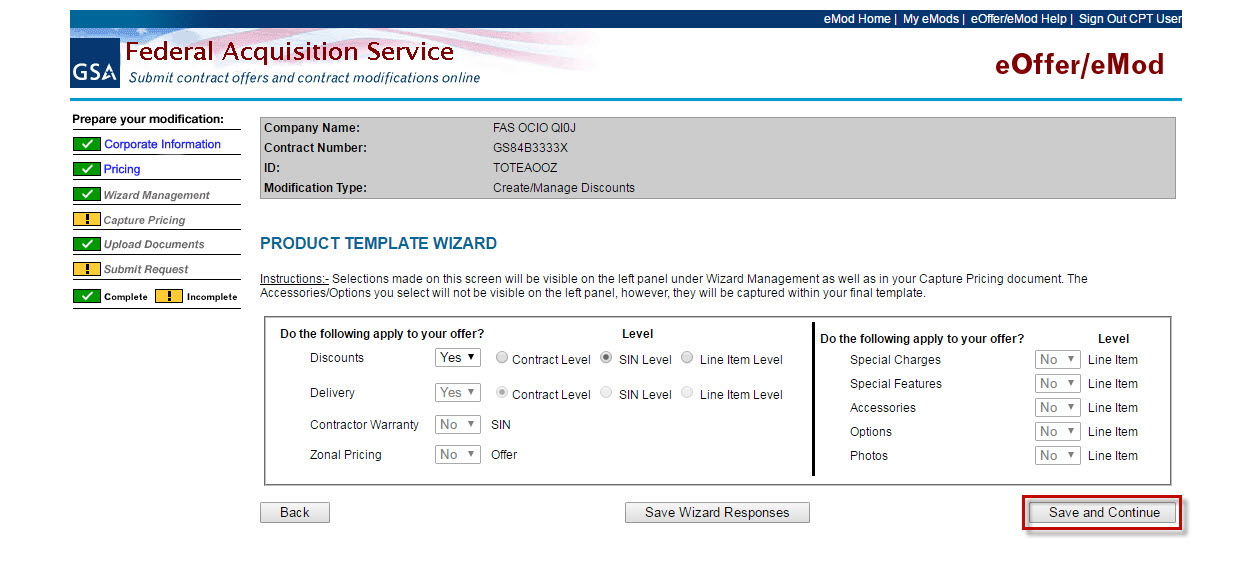 eMod Home | My eMods | eOffer/eMod Help | Sign Out CPT User
GSA
Federal Acquisition Service
Submit contract offers and contract modifications online
eOffer/eMod
Prepare your modification:
Corporate Information
Pricing
Wizard Management
Capture Pricing
Upload Documents
Submit Request
Complete Incomplete
Company Name: FAS OCIO QI0J
Contract Number: GS84B3333X
ID: TOTEAOOZ
Modification Type: Create/Manage Discounts
PRODUCT TEMPLATE WIZARD
Instructions:- Selections made on this screen will be visible on the left panel under Wizard Management as well as in your Capture Pricing document. The
Accessories/Options you select will not be visible on the left panel, however, they will be captured within your final template.
Do the following apply to your offer? Level
Discounts Yes Contract Level SIN Level Line Item Level
Delivery Yes Contract Level SIN Level Line Item Level
Contractor Warranty No SIN
Zonal Pricing No Offer
Do the following apply to your offer? Level
Special Charges No Line Item
Special Features No Line Item
Accessories No Line Item
Options No Line Item
Photos No Line Item
Back Save Wizard Responses Save and Continue